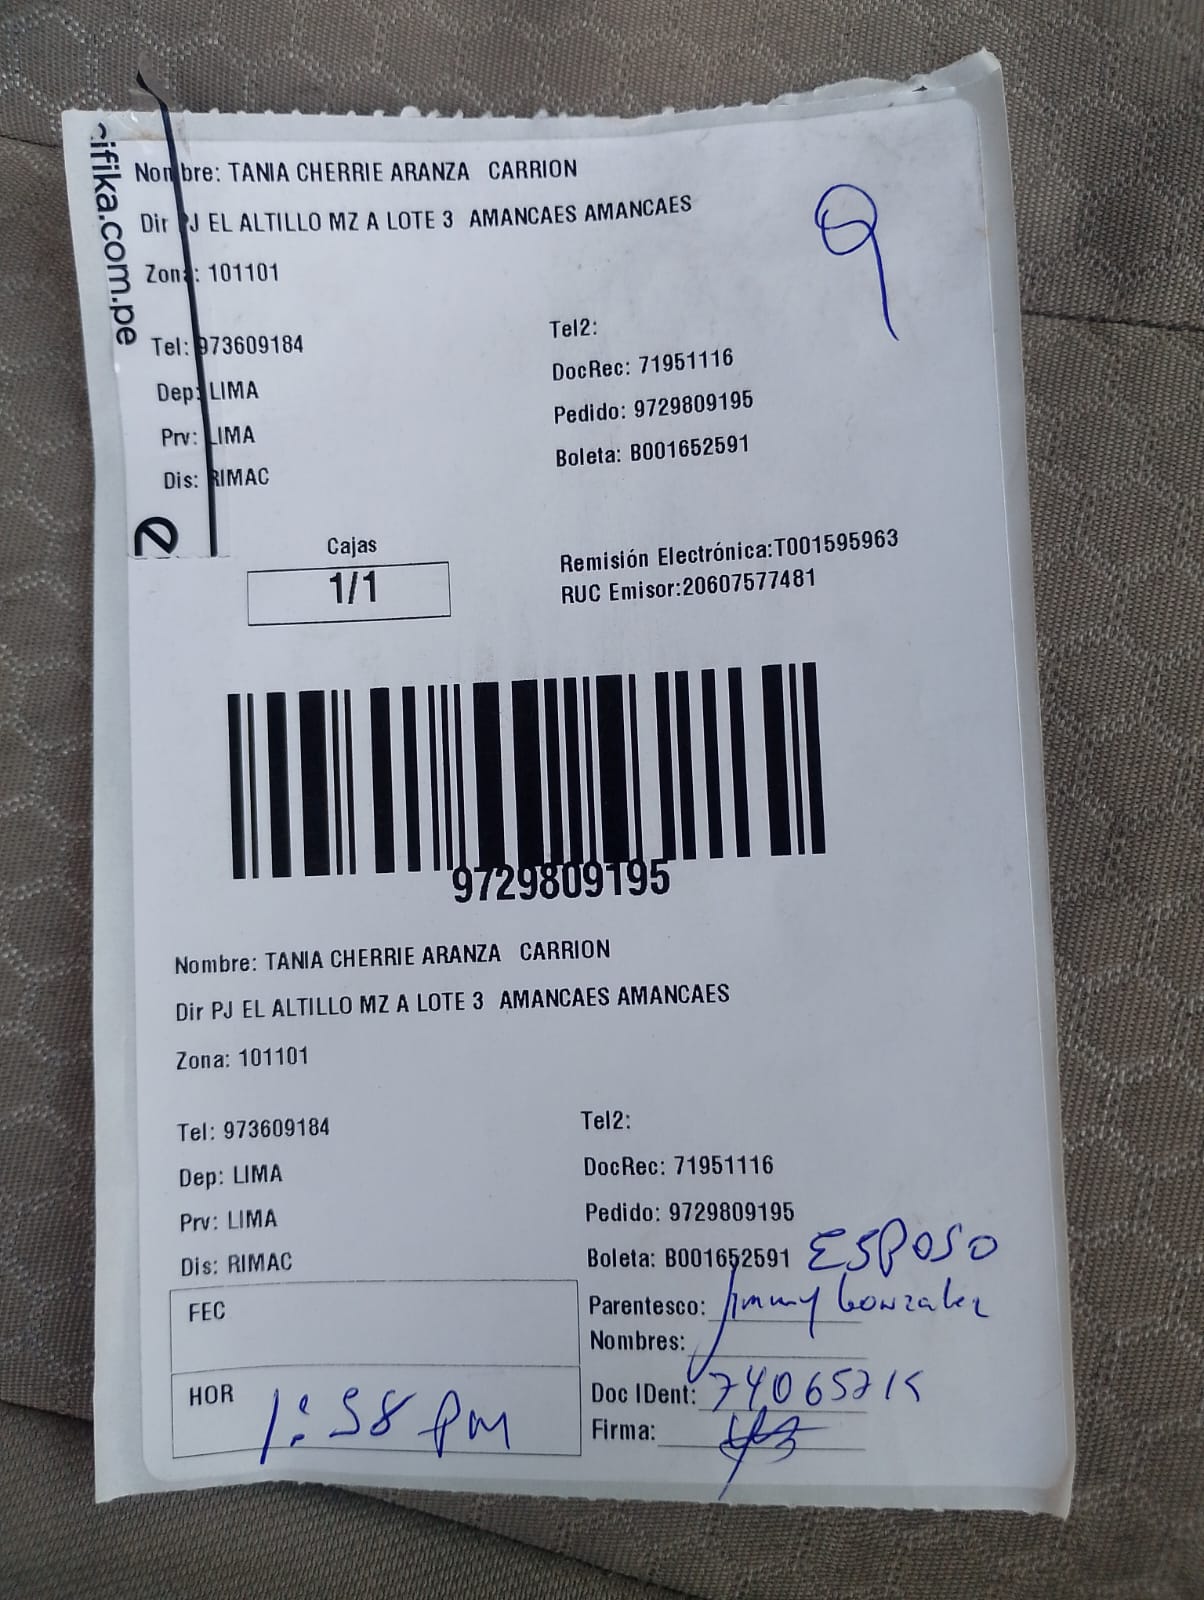 cifika.com.pe
Nombre: TANIA CHERRIE ARANZA CARRION
Dir PJ EL ALTILLO MZ A LOTE 3 AMANCAES AMANCAES
Zona: 101101
Tel: 973609184
Tel2:
Dep: LIMA
DocRec: 71951116
Prv: LIMA
Pedido: 9729809195
Dis: RIMAC
Boleta: B001652591
Cajas
1/1
Remisión Electrónica:T001595963
RUC Emisor:20607577481
9729809195
Nombre: TANIA CHERRIE ARANZA CARRION
Dir PJ EL ALTILLO MZ A LOTE 3 AMANCAES AMANCAES
Zona: 101101
Tel: 973609184
Tel2:
Dep: LIMA
DocRec: 71951116
Prv: LIMA
Pedido: 9729809195
Dis: RIMAC
Boleta: B001652591 ESPOSO
FEC
Parentesco: Jimmy Gonzalez
Nombres:
HOR 1:58 pm
Doc IDent:
Firma: